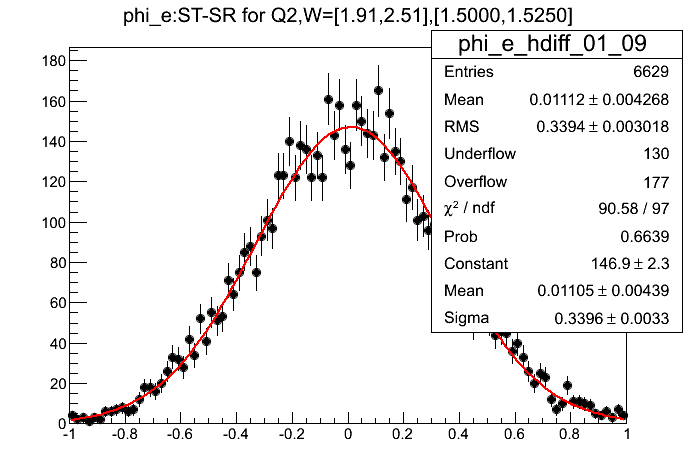 phi_e:ST-SR for Q2,W=[1.91,2.51],[1.5000,1.5250]
phi_e_hdiff_01_09
Entries 6629
Mean 0.01112 ± 0.004268
RMS 0.3394 ± 0.003018
Underflow 130
Overflow 177
χ² / ndf 90.58 / 97
Prob 0.6639
Constant 146.9 ± 2.3
Mean 0.01105 ± 0.00439
Sigma 0.3396 ± 0.0033
180
160
140
120
100
80
60
40
20
0
-1 -0.8 -0.6 -0.4 -0.2 0 0.2 0.4 0.6 0.8 1